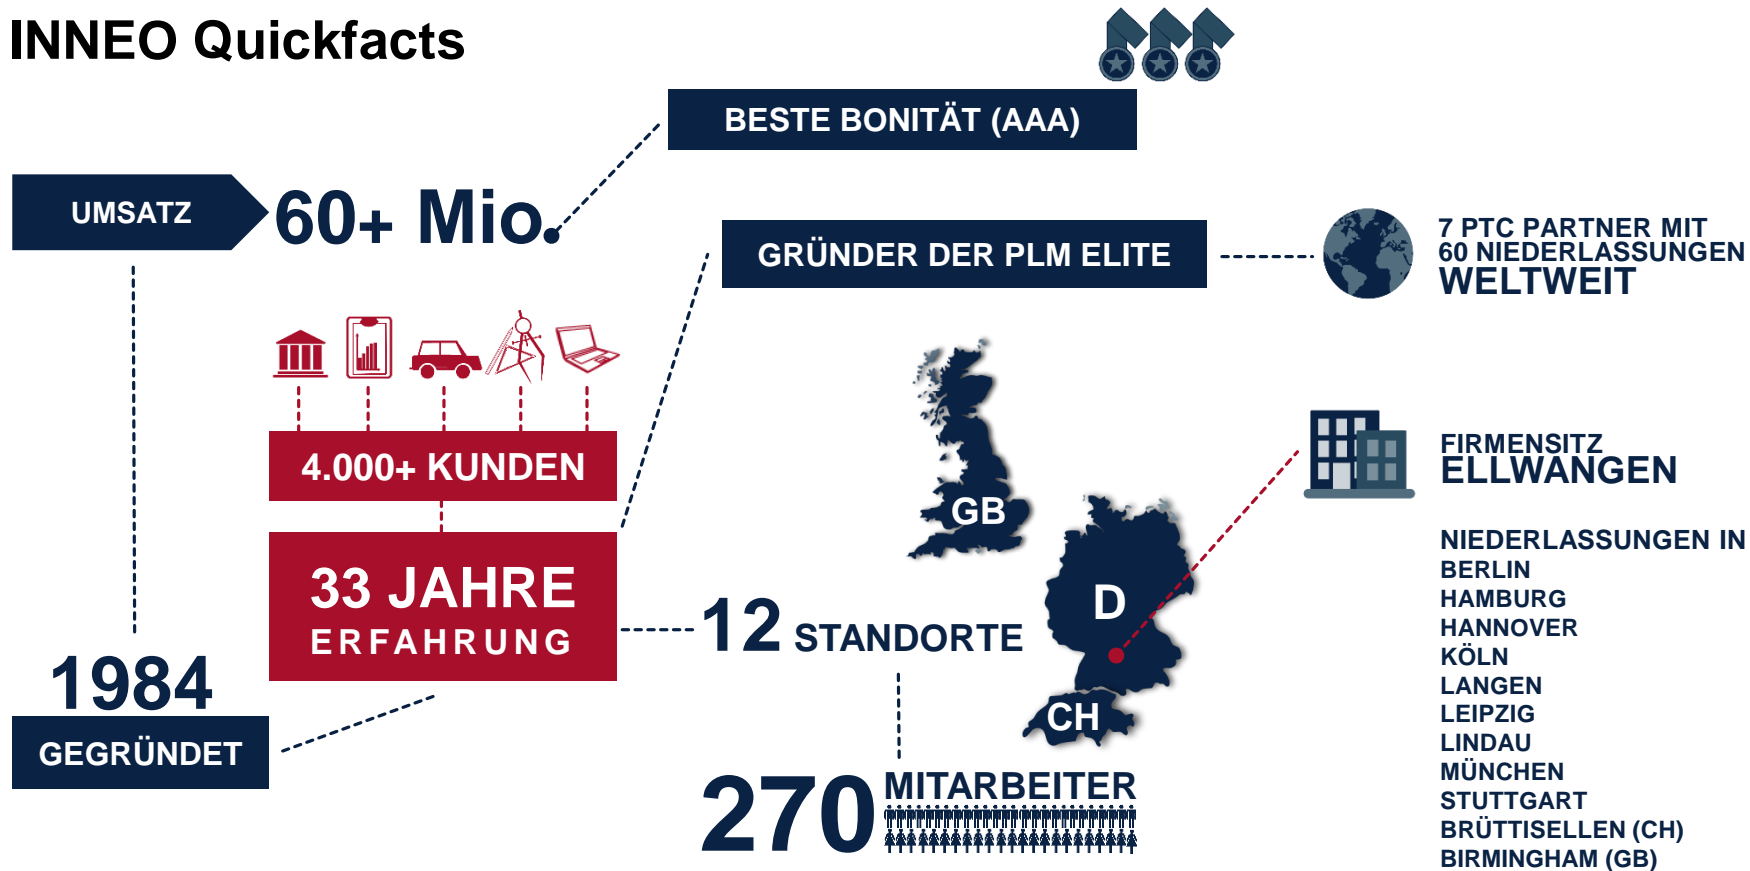 INNEO Quickfacts
BESTE BONITÄT (AAA)
UMSATZ
60+ Mio.
GRÜNDER DER PLM ELITE
7 PTC PARTNER MIT
60 NIEDERLASSUNGEN
WELTWEIT
4.000+ KUNDEN
33 JAHRE
ERFAHRUNG
1984
GEGRÜNDET
12 STANDORTE
270 MITARBEITER
GB
D
CH
FIRMENSITZ
ELLWANGEN
NIEDERLASSUNGEN IN
BERLIN
HAMBURG
HANNOVER
KÖLN
LANGEN
LEIPZIG
LINDAU
MÜNCHEN
STUTTGART
BRÜTTISELLEN (CH)
BIRMINGHAM (GB)